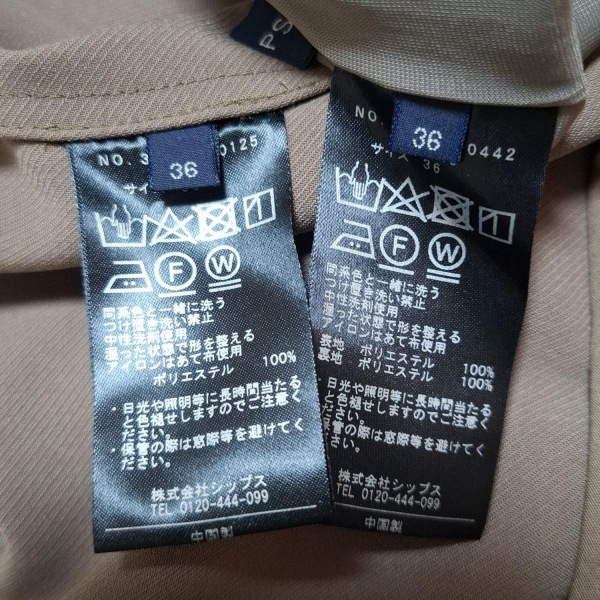 PS
36
NO. 3 0125
サイズ 36
F
W
同系色と一緒に洗う
つけ置き洗い禁止
中性洗剤使用
湿った状態で形を整える
アイロンはあて布使用
ポリエステル 100%
・日光や照明等に長時間当たる
と色褪せしますのでご注意く
ださい。
・保管の際は窓際等を避けてく
ださい。
株式会社シップス
TEL 0120-444-099
中国製
36
NO. 0442
サイズ 36
F
W
同系色と一緒に洗う
つけ置き洗い禁止
中性洗剤使用
湿った状態で形を整える
アイロンはあて布使用
表地 ポリエステル 100%
裏地 ポリエステル 100%
・日光や照明等に長時間当たる
と色褪せしますのでご注意く
ださい。
・保管の際は窓際等を避けてく
ださい。
株式会社シップス
TEL 0120-444-099
中国製